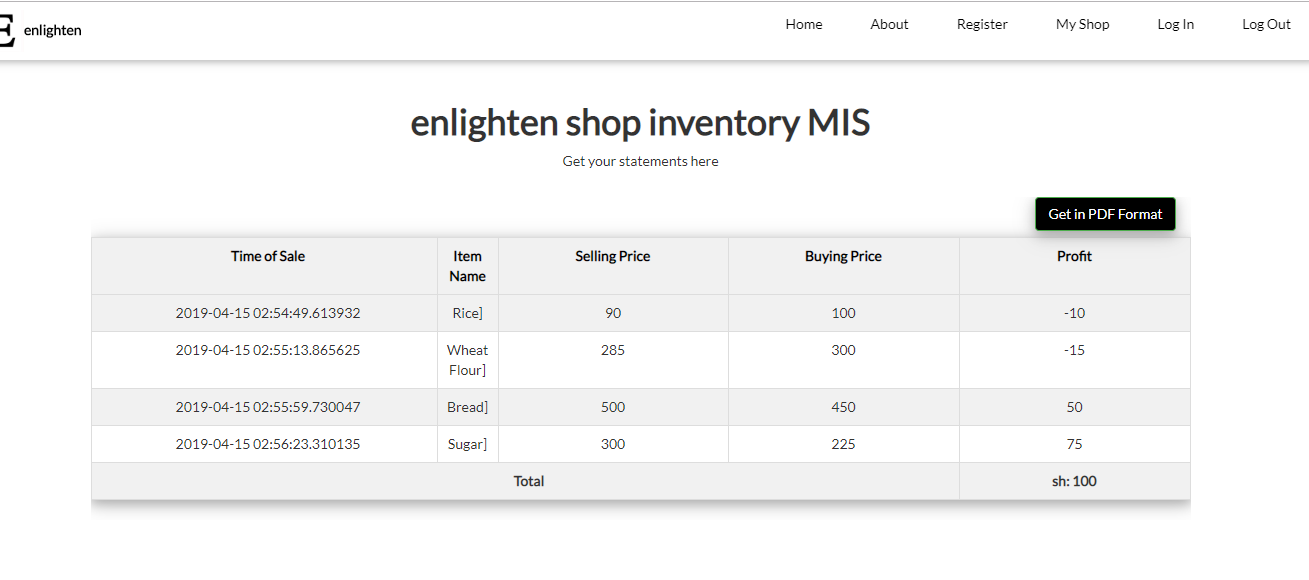 E enlighten Home About Register My Shop Log In Log Out
enlighten shop inventory MIS
Get your statements here
Get in PDF Format
Time of Sale Item Name Selling Price Buying Price Profit
2019-04-15 02:54:49.613932 Rice] 90 100 -10
2019-04-15 02:55:13.865625 Wheat Flour] 285 300 -15
2019-04-15 02:55:59.730047 Bread] 500 450 50
2019-04-15 02:56:23.310135 Sugar] 300 225 75
Total sh: 100